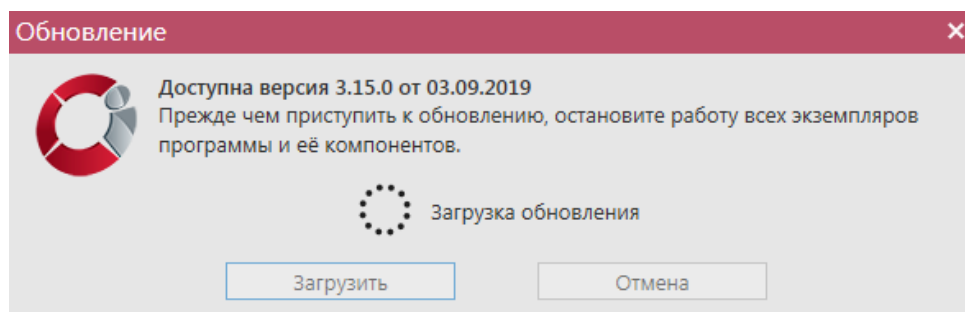 Обновление
Доступна версия 3.15.0 от 03.09.2019
Прежде чем приступить к обновлению, остановите работу всех экземпляров
программы и её компонентов.
Загрузка обновления
Загрузить
Отмена